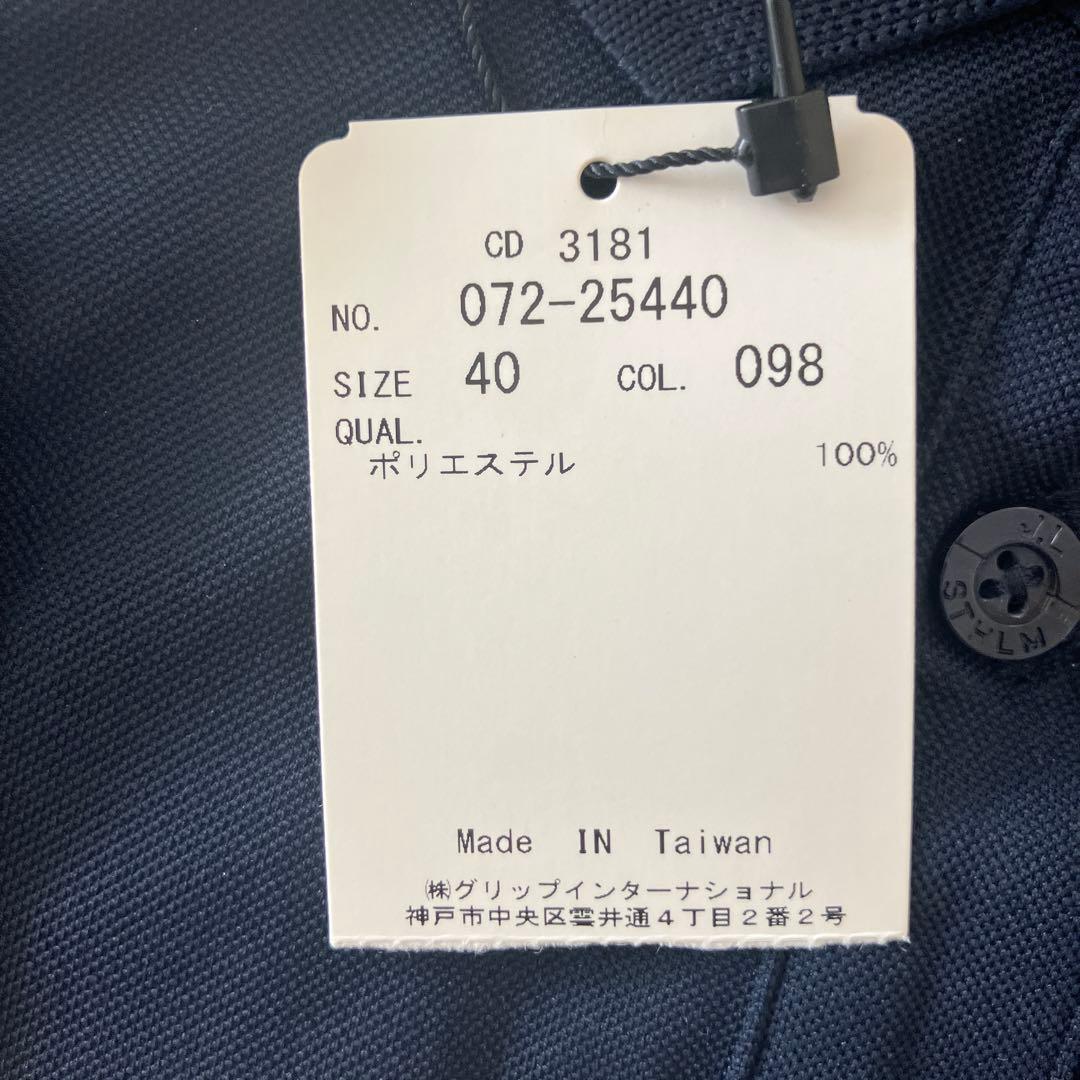 CD 3181
NO. 072-25440
SIZE 40 COL. 098
QUAL.
ポリエステル 100%
Made IN Taiwan
㈱グリップインターナショナル
神戸市中央区雲井通4丁目2番2号
J.L
STYLM